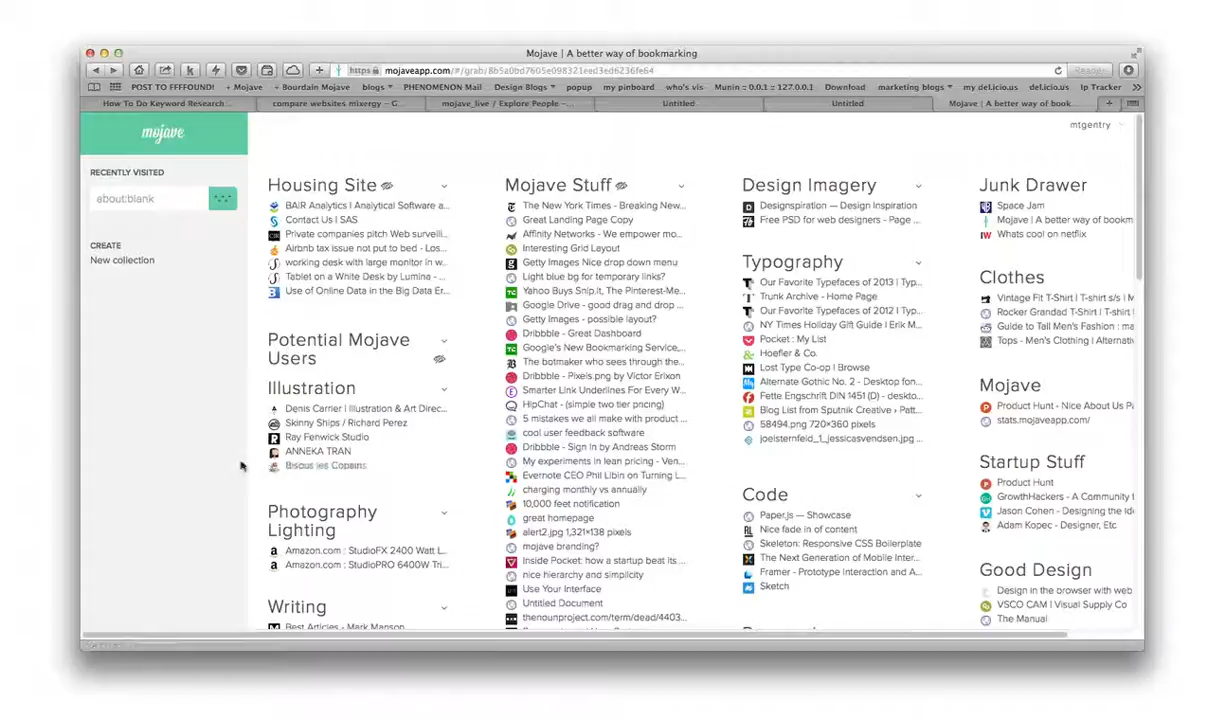 Mojave | A better way of bookmarking
https mojaveapp.com/#/grab/8b5a0bd7605e098321eed3ed6236fe64
Reader
POST TO FFFFOUND! + Mojave + Bourdain Mojave blogs PHENOMENON Mail Design Blogs popup my pinboard who's vis Munin :: 0.0.1 :: 127.0.0.1 Download marketing blogs my del.icio.us del.icio.us Ip Tracker
How To Do Keyword Research... compare websites mixergy – G... mojave_live / Explore People – ... Untitled Untitled Mojave | A better way of book...
mojave
mtgentry
RECENTLY VISITED
about:blank
CREATE
New collection
Housing Site
BAIR Analytics | Analytical Software a...
Contact Us | SAS
Private companies pitch Web surveill...
Airbnb tax issue not put to bed - Los...
working desk with large monitor in w...
Tablet on a White Desk by Lumina - ...
Use of Online Data in the Big Data Er...
Potential Mojave
Users
Illustration
Denis Carrier | Illustration & Art Direc...
Skinny Ships / Richard Perez
Ray Fenwick Studio
ANNEKA TRAN
Bisous les Copains
Photography
Lighting
Amazon.com : StudioFX 2400 Watt L...
Amazon.com : StudioPRO 6400W Tri...
Writing
Best Articles - Mark Manson
Mojave Stuff
The New York Times - Breaking New...
Great Landing Page Copy
Affinity Networks - We empower mo...
Interesting Grid Layout
Getty Images Nice drop down menu
Light blue bg for temporary links?
Yahoo Buys Snip.it, The Pinterest-Me...
Google Drive - good drag and drop ...
Getty Images - possible layout?
Dribbble - Great Dashboard
Google's New Bookmarking Service,...
The botmaker who sees through the...
Dribbble - Pixels.png by Victor Erixon
Smarter Link Underlines For Every W...
HipChat - (simple two tier pricing)
5 mistakes we all make with product ...
cool user feedback software
Dribbble - Sign in by Andreas Storm
My experiments in lean pricing - Ven...
Evernote CEO Phil Libin on Turning L...
charging monthly vs annually
10,000 feet notification
great homepage
alert2.jpg 1,321×138 pixels
mojave branding?
Inside Pocket: how a startup beat its ...
nice hierarchy and simplicity
Use Your Interface
Untitled Document
thenounproject.com/term/dead/4403...
Design Imagery
Designspiration — Design Inspiration
Free PSD for web designers - Page ...
Typography
Our Favorite Typefaces of 2013 | Typ...
Trunk Archive - Home Page
Our Favorite Typefaces of 2012 | Typ...
NY Times Holiday Gift Guide | Erik M...
Pocket : My List
Hoefler & Co.
Lost Type Co-op | Browse
Alternate Gothic No. 2 - Desktop fon...
Fette Engschrift DIN 1451 (D) - deskto...
Blog List from Sputnik Creative › Patt...
58494.png 720×360 pixels
joelsternfeid_1_jessicasvendsen.jpg ...
Code
Paper.js — Showcase
Nice fade in of content
Skeleton: Responsive CSS Boilerplate
The Next Generation of Mobile Inter...
Framer - Prototype Interaction and A...
Sketch
Junk Drawer
Space Jam
Mojave | A better way of bookm
Whats cool on netflix
Clothes
Vintage Fit T-Shirt | T-shirt s/s | M
Rocker Grandad T-Shirt | T-shirt
Guide to Tall Men's Fashion : ma
Tops - Men's Clothing | Alternativ
Mojave
Product Hunt - Nice About Us Pa
stats.mojaveapp.com/
Startup Stuff
Product Hunt
GrowthHackers - A Community f
Jason Cohen - Designing the Ide
Adam Kopec - Designer, Etc
Good Design
Design in the browser with web
VSCO CAM | Visual Supply Co
The Manual